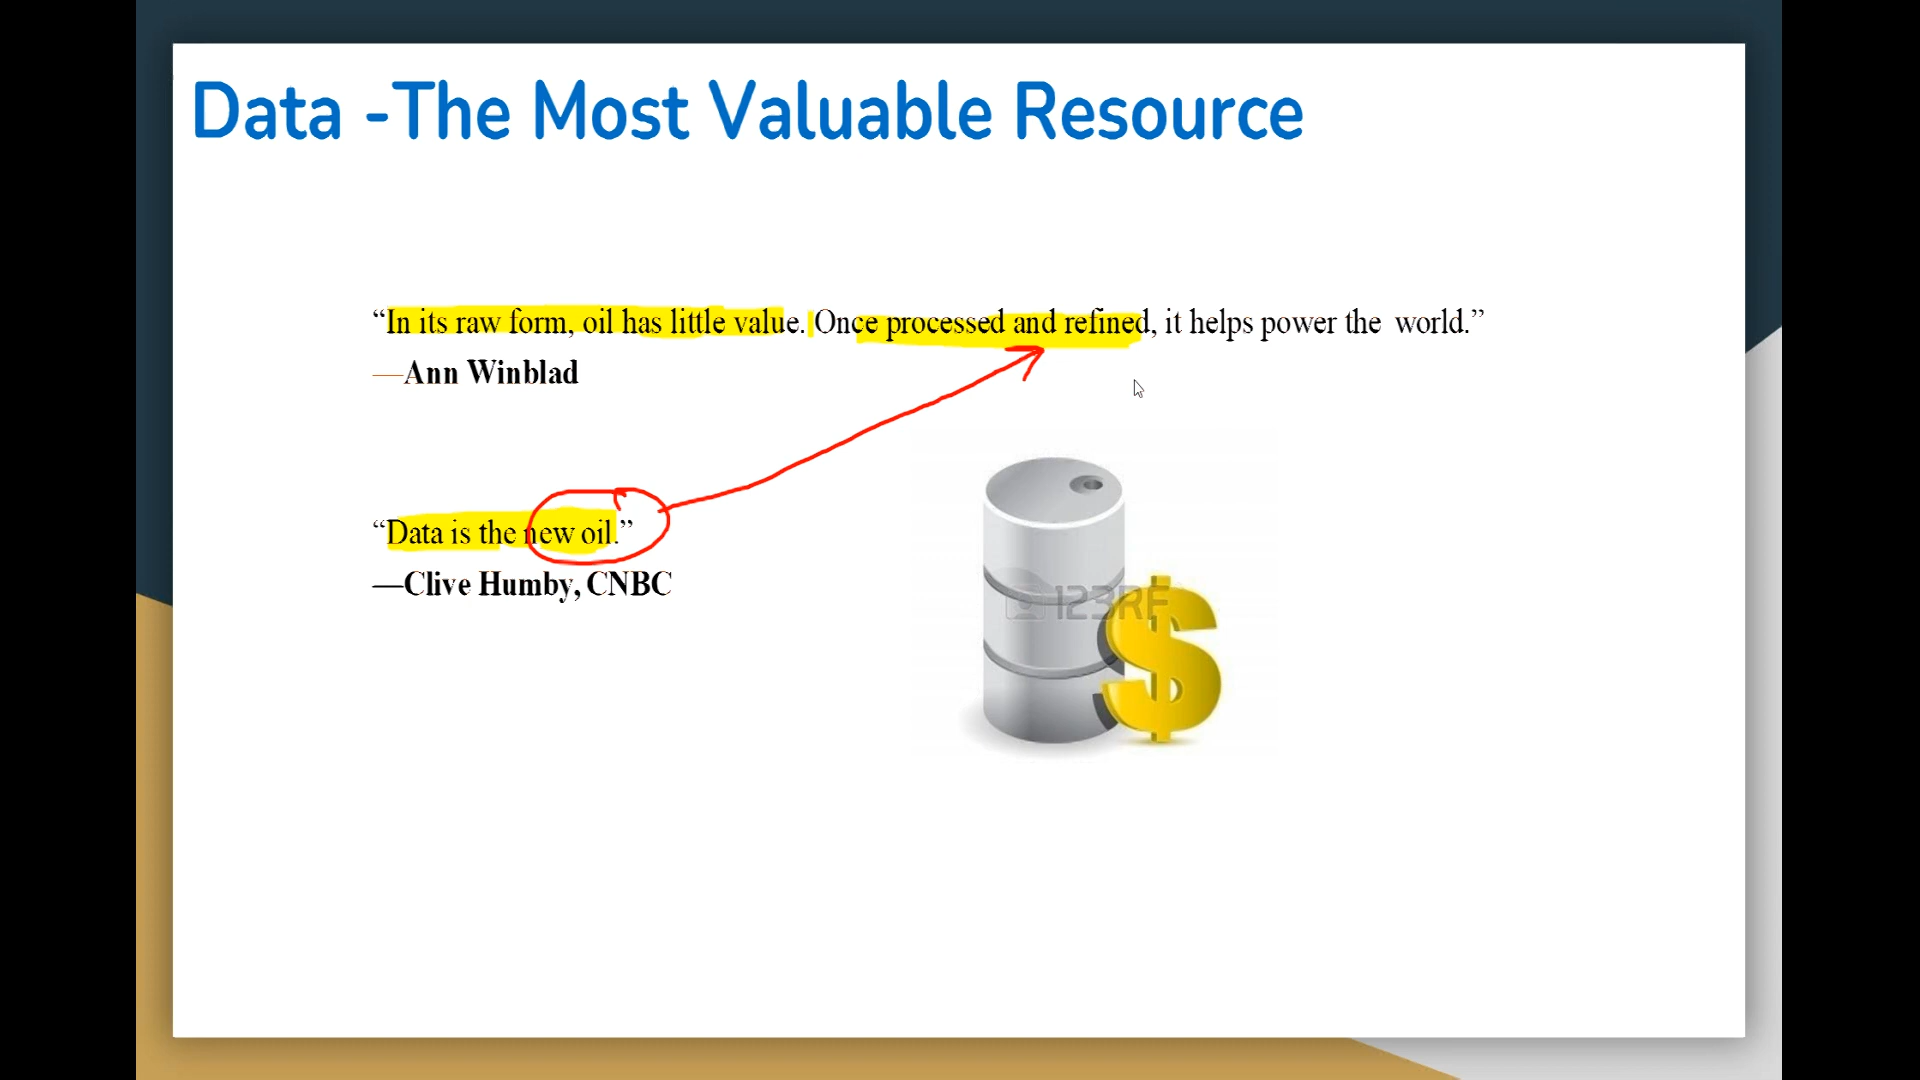 Data -The Most Valuable Resource
“In its raw form, oil has little value. Once processed and refined, it helps power the world.”
—Ann Winblad
“Data is the new oil.”
—Clive Humby, CNBC
123RF
$